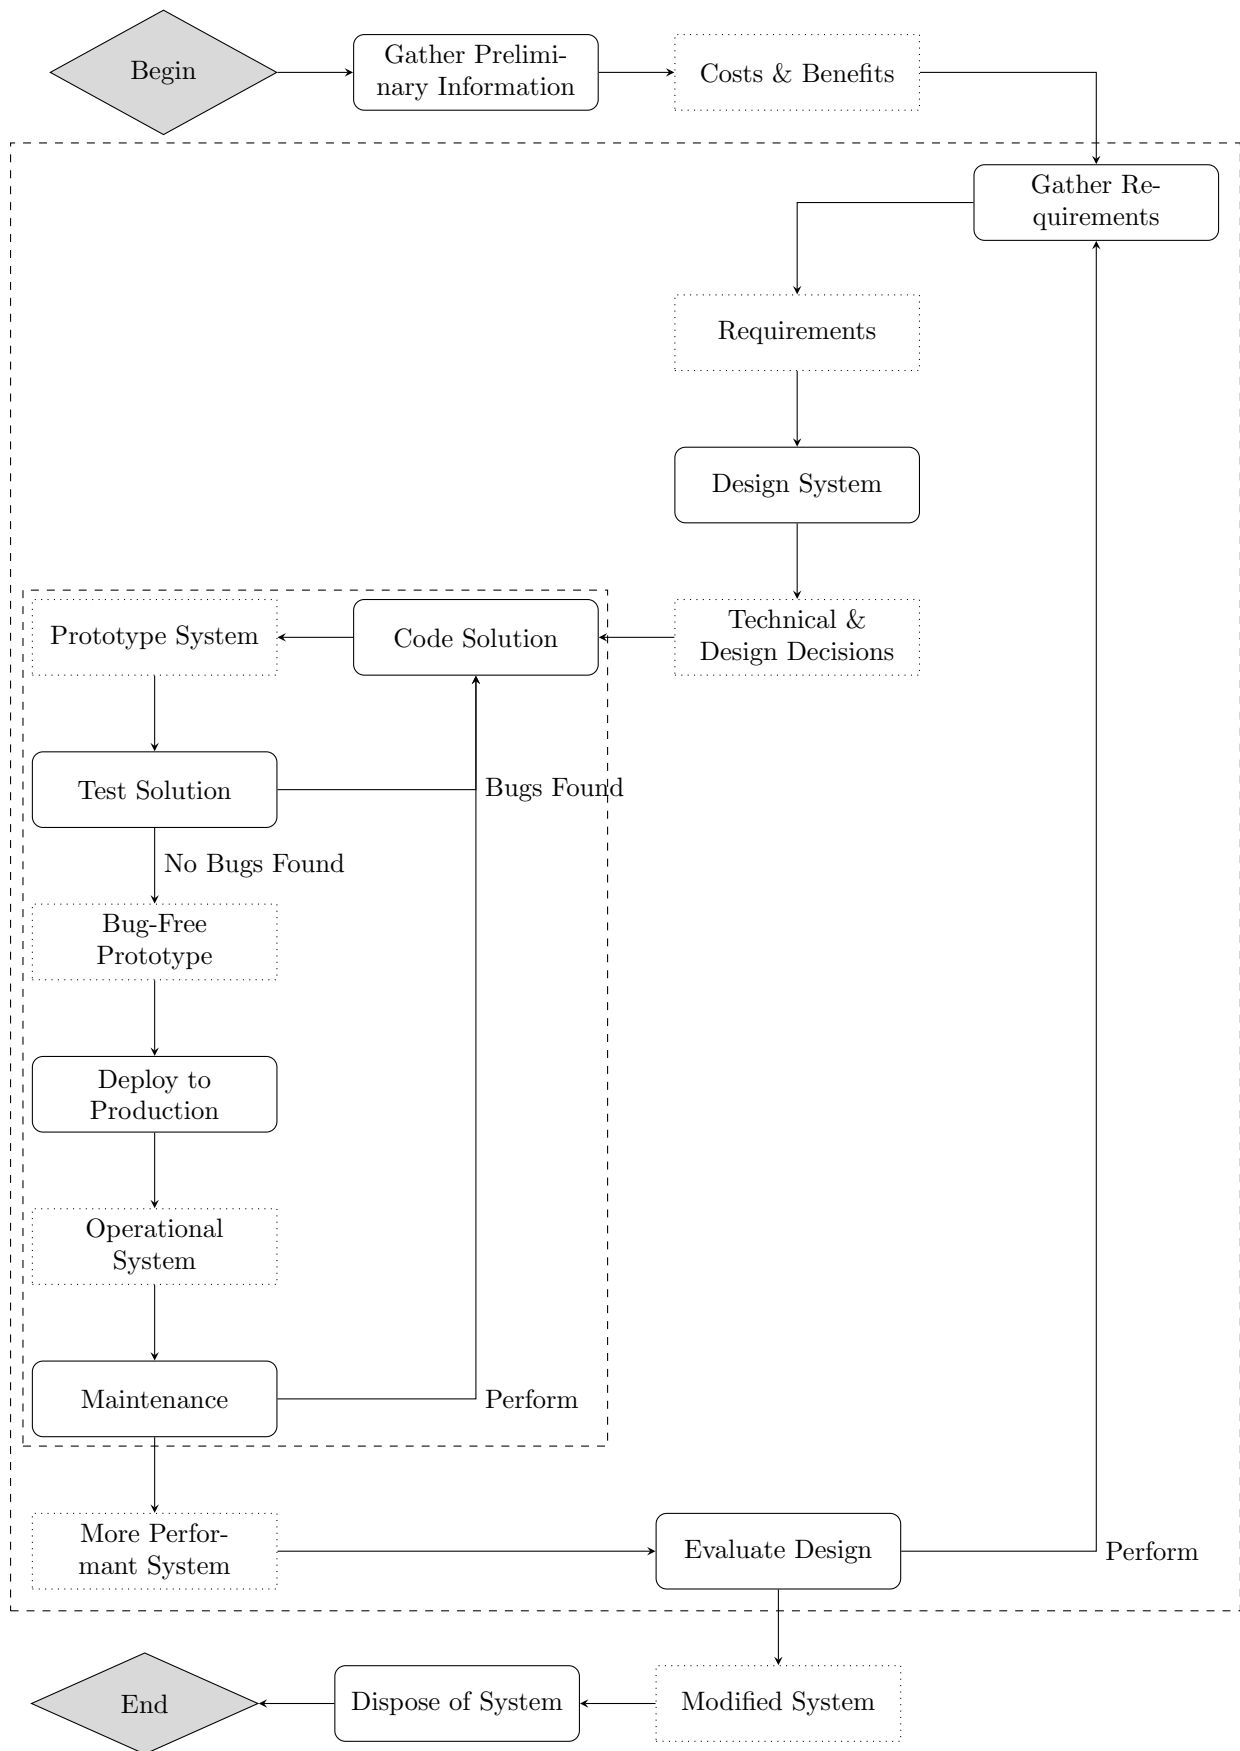 Begin
Gather Prelimi-
nary Information
Costs & Benefits
Gather Re-
quirements
Requirements
Design System
Prototype System
Code Solution
Technical &
Design Decisions
Test Solution
Bugs Found
No Bugs Found
Bug-Free
Prototype
Deploy to
Production
Operational
System
Maintenance
Perform
More Perfor-
mant System
Evaluate Design
Perform
End
Dispose of System
Modified System